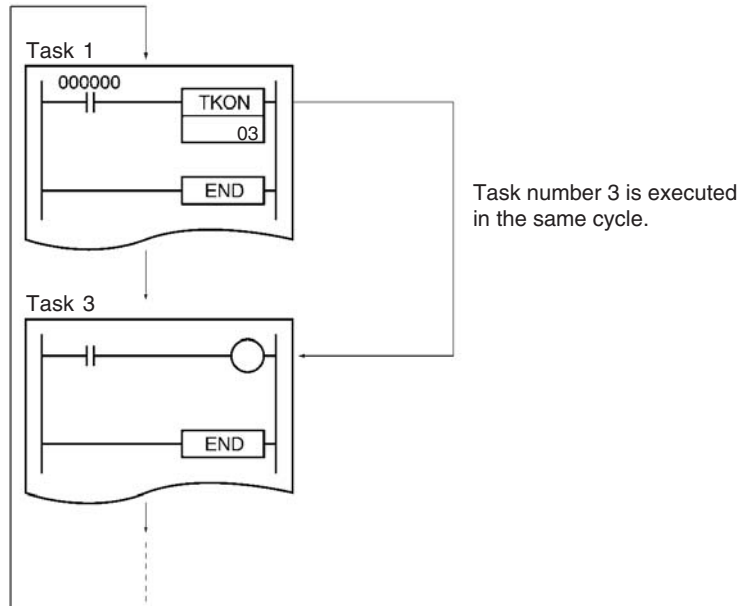 Task 1
000000
TKON
03
END
Task number 3 is executed
in the same cycle.
Task 3
END